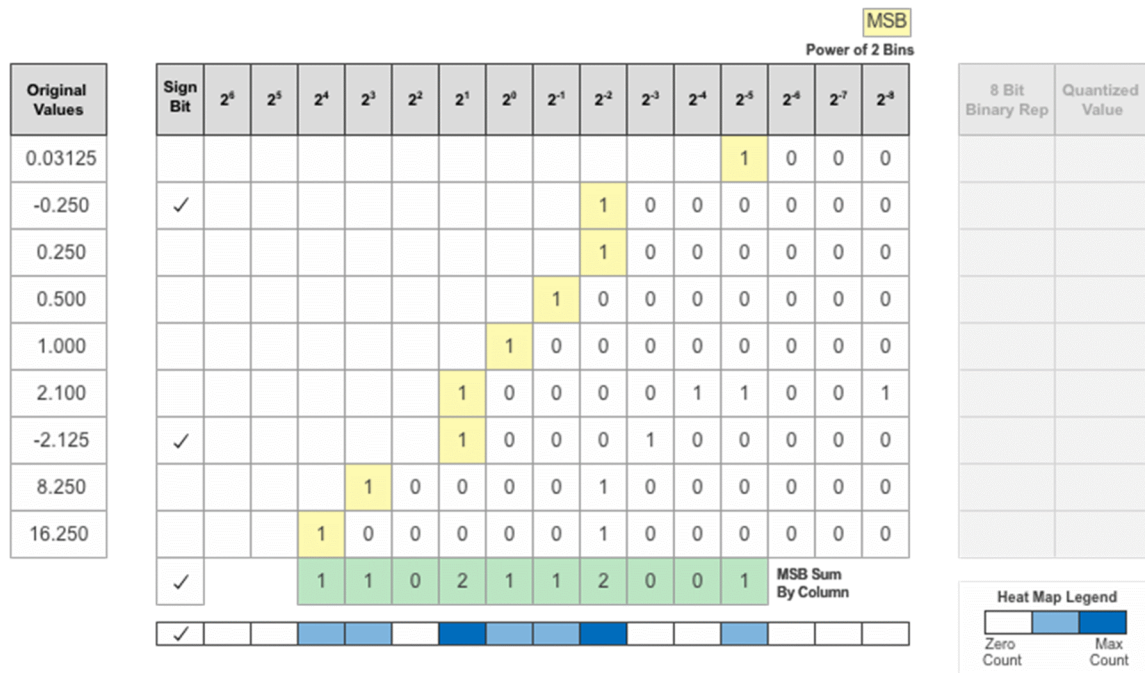 MSB
Power of 2 Bins
Original Values Sign Bit 2⁶ 2⁵ 2⁴ 2³ 2² 2¹ 2⁰ 2⁻¹ 2⁻² 2⁻³ 2⁻⁴ 2⁻⁵ 2⁻⁶ 2⁻⁷ 2⁻⁸ 8 Bit Binary Rep Quantized Value
0.03125 1 0 0 0
-0.250 ✓ 1 0 0 0 0 0 0
0.250 1 0 0 0 0 0 0
0.500 1 0 0 0 0 0 0 0
1.000 1 0 0 0 0 0 0 0 0
2.100 1 0 0 0 0 1 1 0 0 1
-2.125 ✓ 1 0 0 0 1 0 0 0 0 0
8.250 1 0 0 0 0 1 0 0 0 0 0 0
16.250 1 0 0 0 0 0 1 0 0 0 0 0 0
✓ 1 1 0 2 1 1 2 0 0 1 MSB Sum By Column
✓
Heat Map Legend
Zero Count Max Count